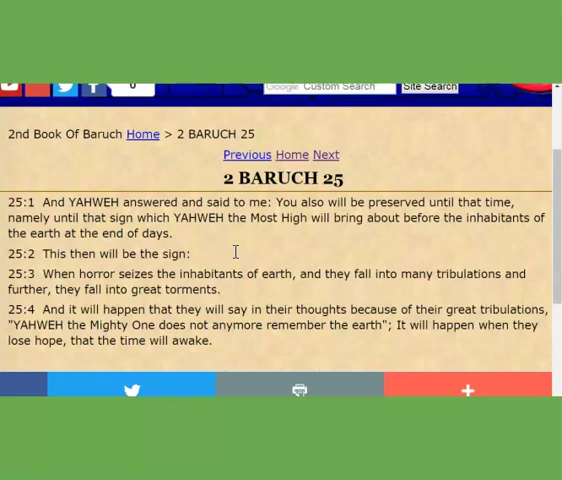 0
Google Custom Search Site Search
2nd Book Of Baruch Home > 2 BARUCH 25
Previous Home Next
2 BARUCH 25
25:1 And YAHWEH answered and said to me: You also will be preserved until that time,
namely until that sign which YAHWEH the Most High will bring about before the inhabitants of
the earth at the end of days.
25:2 This then will be the sign:
25:3 When horror seizes the inhabitants of earth, and they fall into many tribulations and
further, they fall into great torments.
25:4 And it will happen that they will say in their thoughts because of their great tribulations,
"YAHWEH the Mighty One does not anymore remember the earth"; It will happen when they
lose hope, that the time will awake.